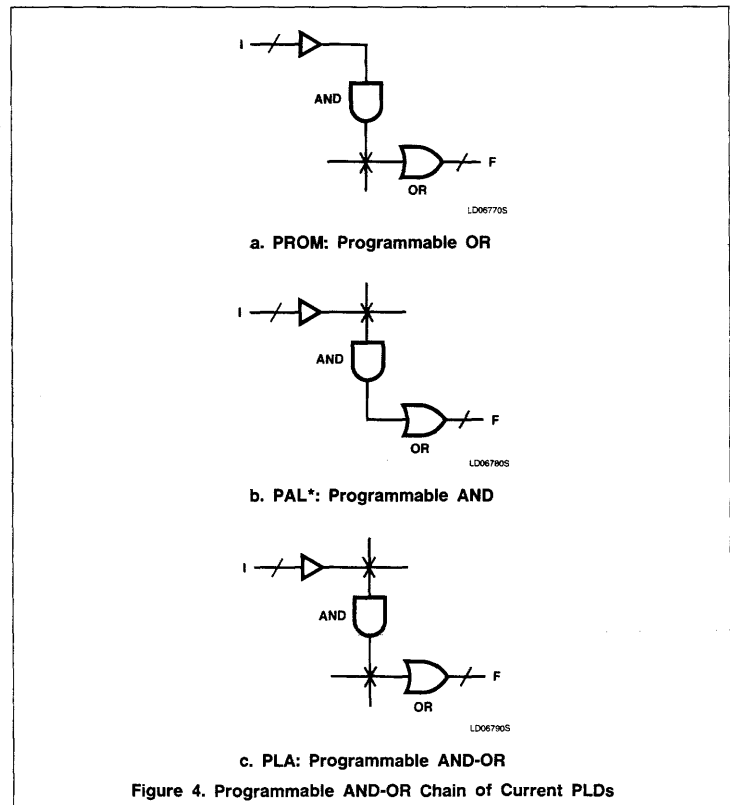 I
AND
F
OR
LD06770S
a. PROM: Programmable OR
I
AND
F
OR
LD06780S
b. PAL*: Programmable AND
I
AND
F
OR
LD06790S
c. PLA: Programmable AND-OR
Figure 4. Programmable AND-OR Chain of Current PLDs